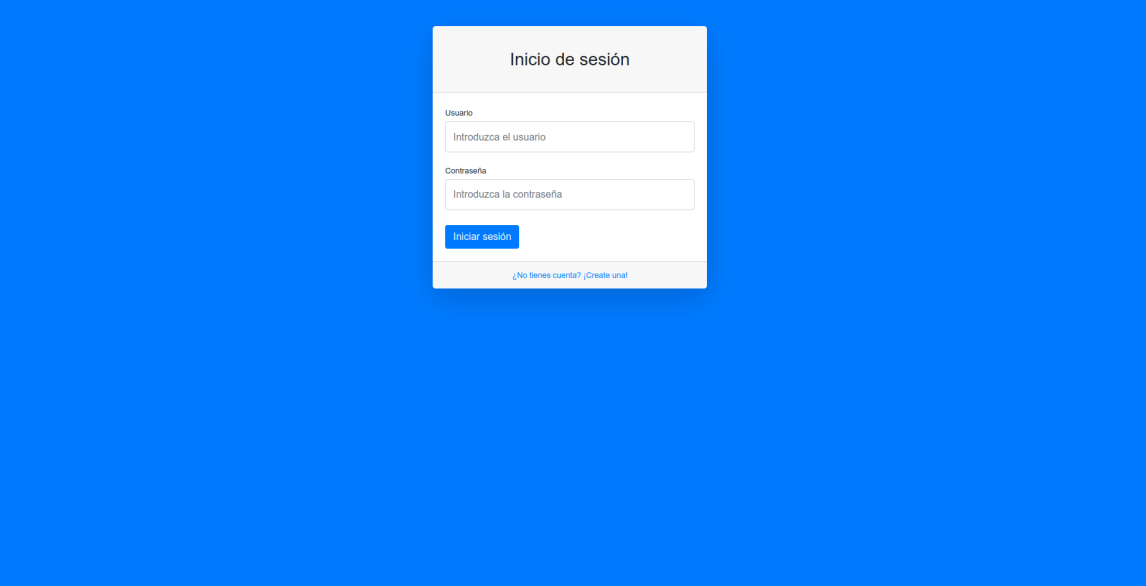 Inicio de sesión
Usuario
Introduzca el usuario
Contraseña
Introduzca la contraseña
Iniciar sesión
¿No tienes cuenta? ¡Create una!